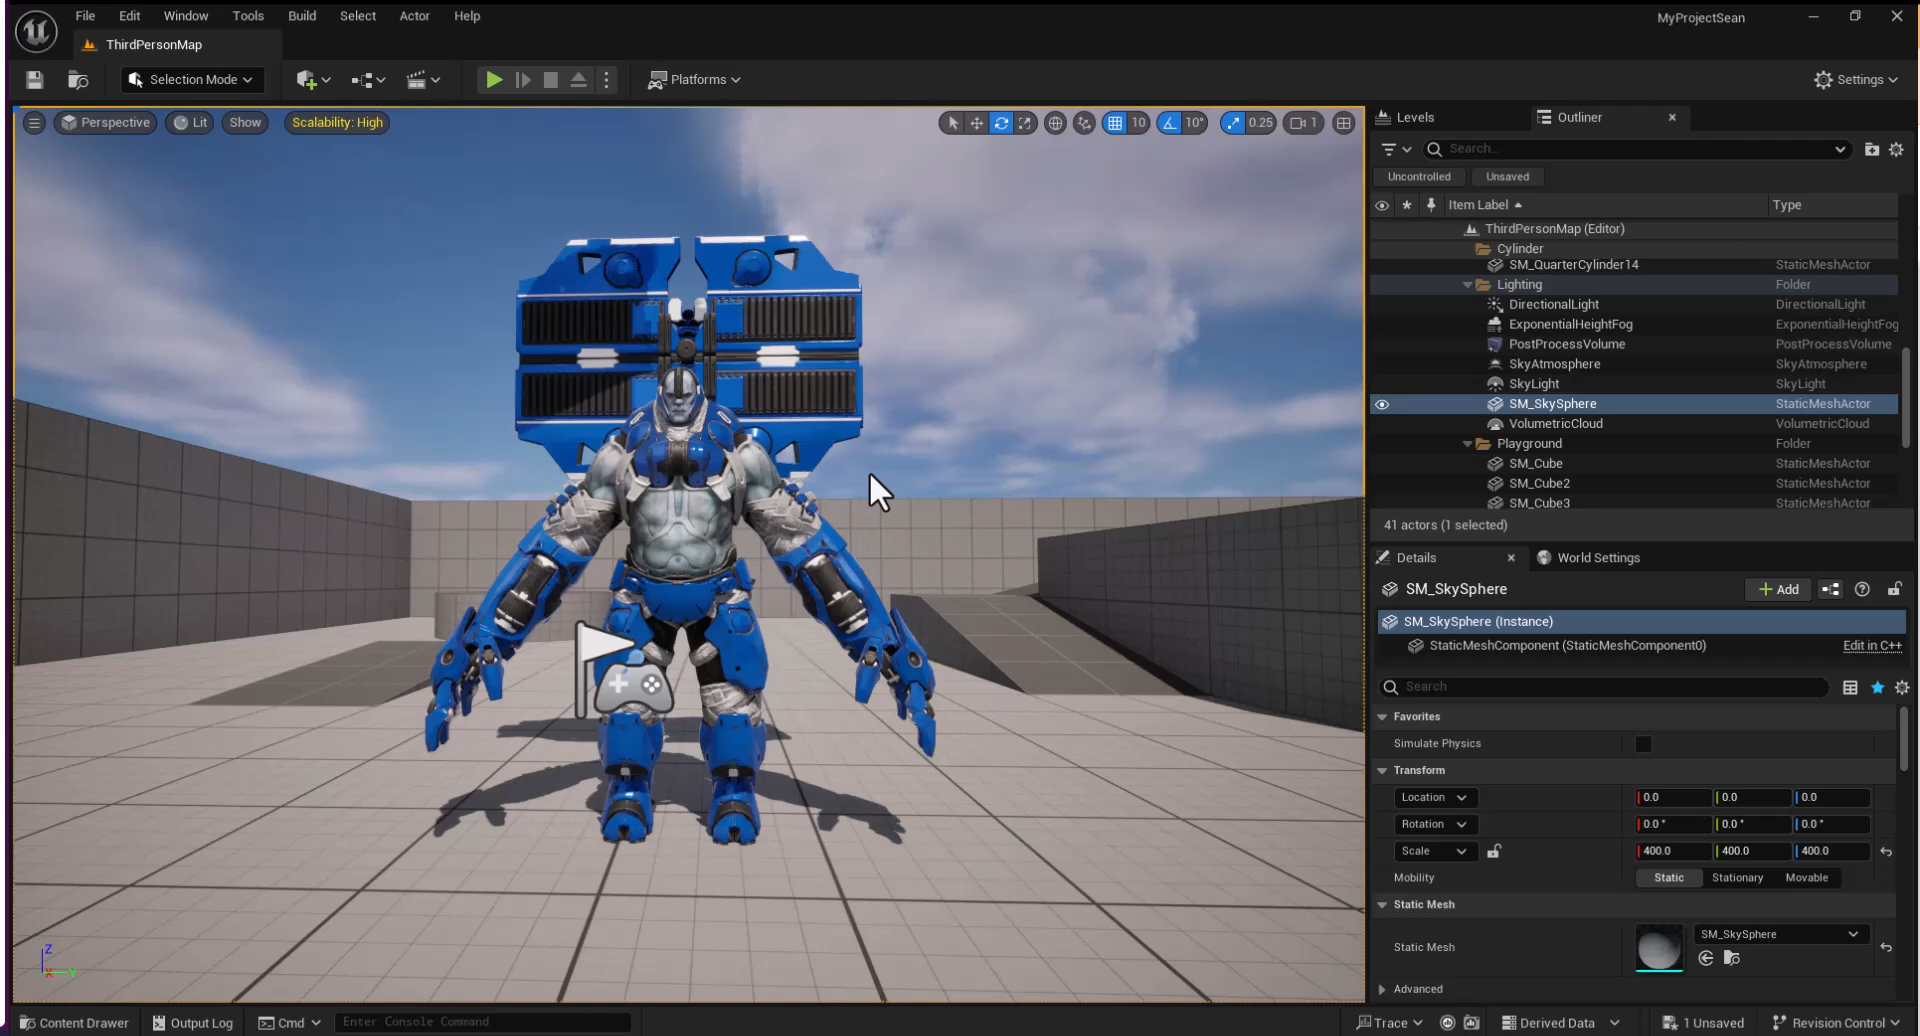 File Edit Window Tools Build Select Actor Help
MyProjectSean
ThirdPersonMap
Selection Mode
Platforms
Settings
Perspective Lit Show Scalability: High
10 10° 0.25 1
Levels Outliner
Search...
Uncontrolled Unsaved
Item Label Type
ThirdPersonMap (Editor)
Cylinder
SM_QuarterCylinder14 StaticMeshActor
Lighting Folder
DirectionalLight DirectionalLight
ExponentialHeightFog ExponentialHeightFog
PostProcessVolume PostProcessVolume
SkyAtmosphere SkyAtmosphere
SkyLight SkyLight
SM_SkySphere StaticMeshActor
VolumetricCloud VolumetricCloud
Playground Folder
SM_Cube StaticMeshActor
SM_Cube2 StaticMeshActor
SM_Cube3 StaticMeshActor
41 actors (1 selected)
Details World Settings
SM_SkySphere
Add
SM_SkySphere (Instance)
StaticMeshComponent (StaticMeshComponent0) Edit in C++
Search
Favorites
Simulate Physics
Transform
Location 0.0 0.0 0.0
Rotation 0.0 ° 0.0 ° 0.0 °
Scale 400.0 400.0 400.0
Mobility Static Stationary Movable
Static Mesh
Static Mesh SM_SkySphere
Advanced
Z
X Y
Content Drawer Output Log Cmd Enter Console Command
Trace Derived Data 1 Unsaved Revision Control